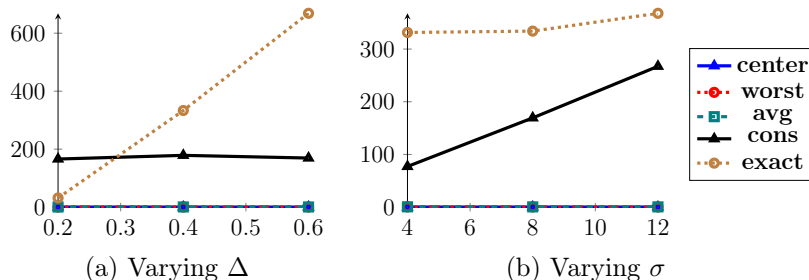 600
400
200
0
0.2
0.3
0.4
0.5
0.6
(a) Varying Δ
300
200
100
0
4
6
8
10
12
(b) Varying σ
center
worst
avg
cons
exact